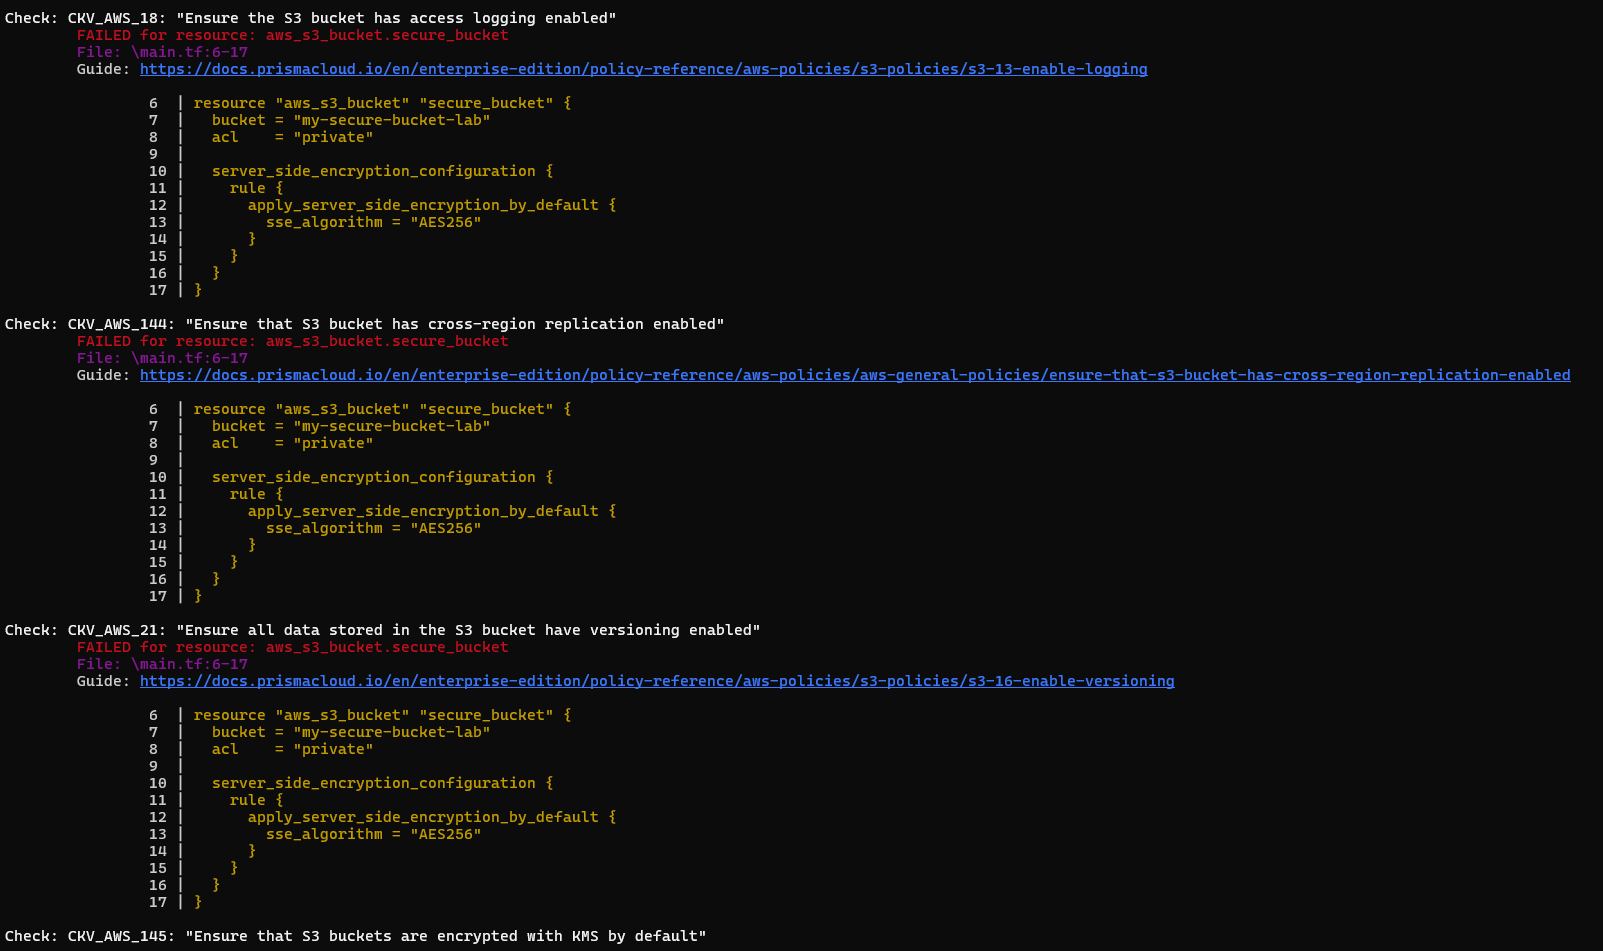 Check: CKV_AWS_18: "Ensure the S3 bucket has access logging enabled"
        FAILED for resource: aws_s3_bucket.secure_bucket
        File: \main.tf:6-17
        Guide: https://docs.prismacloud.io/en/enterprise-edition/policy-reference/aws-policies/s3-policies/s3-13-enable-logging

                6  | resource "aws_s3_bucket" "secure_bucket" {
                7  |   bucket = "my-secure-bucket-lab"
                8  |   acl    = "private"
                9  |
                10 |   server_side_encryption_configuration {
                11 |     rule {
                12 |       apply_server_side_encryption_by_default {
                13 |         sse_algorithm = "AES256"
                14 |       }
                15 |     }
                16 |   }
                17 | }

Check: CKV_AWS_144: "Ensure that S3 bucket has cross-region replication enabled"
        FAILED for resource: aws_s3_bucket.secure_bucket
        File: \main.tf:6-17
        Guide: https://docs.prismacloud.io/en/enterprise-edition/policy-reference/aws-policies/aws-general-policies/ensure-that-s3-bucket-has-cross-region-replication-enabled

                6  | resource "aws_s3_bucket" "secure_bucket" {
                7  |   bucket = "my-secure-bucket-lab"
                8  |   acl    = "private"
                9  |
                10 |   server_side_encryption_configuration {
                11 |     rule {
                12 |       apply_server_side_encryption_by_default {
                13 |         sse_algorithm = "AES256"
                14 |       }
                15 |     }
                16 |   }
                17 | }

Check: CKV_AWS_21: "Ensure all data stored in the S3 bucket have versioning enabled"
        FAILED for resource: aws_s3_bucket.secure_bucket
        File: \main.tf:6-17
        Guide: https://docs.prismacloud.io/en/enterprise-edition/policy-reference/aws-policies/s3-policies/s3-16-enable-versioning

                6  | resource "aws_s3_bucket" "secure_bucket" {
                7  |   bucket = "my-secure-bucket-lab"
                8  |   acl    = "private"
                9  |
                10 |   server_side_encryption_configuration {
                11 |     rule {
                12 |       apply_server_side_encryption_by_default {
                13 |         sse_algorithm = "AES256"
                14 |       }
                15 |     }
                16 |   }
                17 | }

Check: CKV_AWS_145: "Ensure that S3 buckets are encrypted with KMS by default"